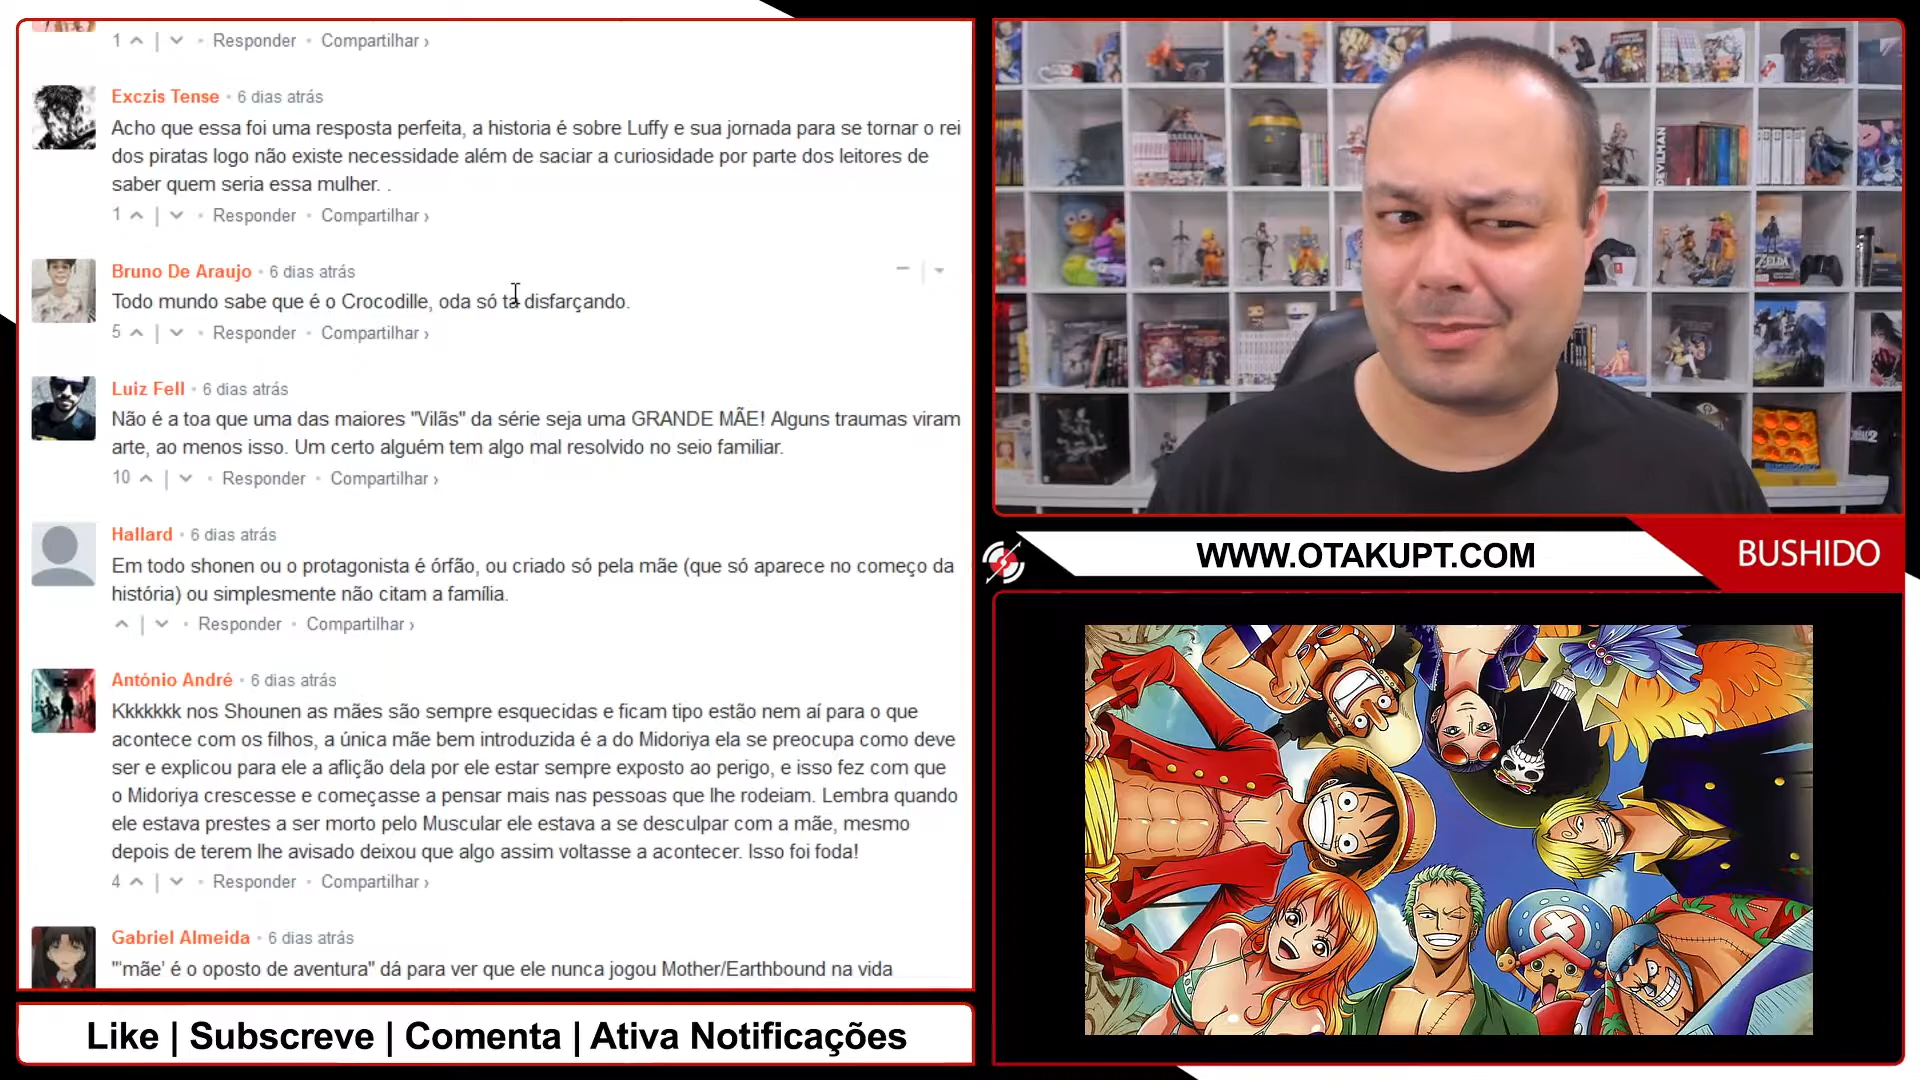 1 Responder Compartilhar ›
Exczis Tense • 6 dias atrás
Acho que essa foi uma resposta perfeita, a historia é sobre Luffy e sua jornada para se tornar o rei
dos piratas logo não existe necessidade além de saciar a curiosidade por parte dos leitores de
saber quem seria essa mulher. .
1 Responder Compartilhar ›
Bruno De Araujo • 6 dias atrás
Todo mundo sabe que é o Crocodille, oda só ta disfarçando.
5 Responder Compartilhar ›
Luiz Fell • 6 dias atrás
Não é a toa que uma das maiores "Vilãs" da série seja uma GRANDE MÃE! Alguns traumas viram
arte, ao menos isso. Um certo alguém tem algo mal resolvido no seio familiar.
10 Responder Compartilhar ›
Hallard • 6 dias atrás
Em todo shonen ou o protagonista é órfão, ou criado só pela mãe (que só aparece no começo da
história) ou simplesmente não citam a família.
Responder Compartilhar ›
António André • 6 dias atrás
Kkkkkkk nos Shounen as mães são sempre esquecidas e ficam tipo estão nem aí para o que
acontece com os filhos, a única mãe bem introduzida é a do Midoriya ela se preocupa como deve
ser e explicou para ele a aflição dela por ele estar sempre exposto ao perigo, e isso fez com que
o Midoriya crescesse e começasse a pensar mais nas pessoas que lhe rodeiam. Lembra quando
ele estava prestes a ser morto pelo Muscular ele estava a se desculpar com a mãe, mesmo
depois de terem lhe avisado deixou que algo assim voltasse a acontecer. Isso foi foda!
4 Responder Compartilhar ›
Gabriel Almeida • 6 dias atrás
"'mãe' é o oposto de aventura" dá para ver que ele nunca jogou Mother/Earthbound na vida
Like | Subscreve | Comenta | Ativa Notificações
DEVILMAN
ZELDA
2
WWW.OTAKUPT.COM
BUSHIDO